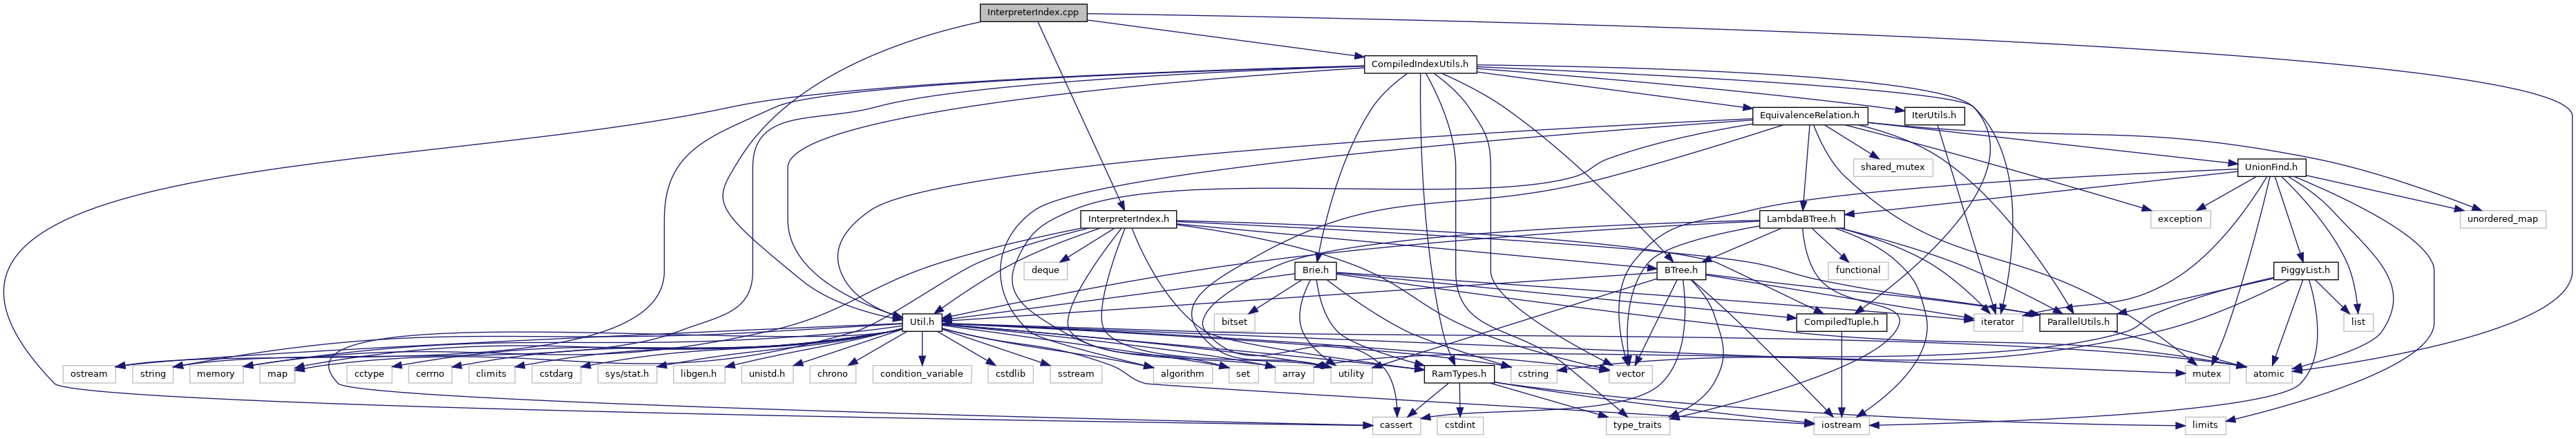 InterpreterIndex.cpp
CompiledIndexUtils.h
EquivalenceRelation.h
IterUtils.h
shared_mutex
UnionFind.h
InterpreterIndex.h
LambdaBTree.h
exception
unordered_map
deque
Brie.h
BTree.h
functional
PiggyList.h
Util.h
bitset
CompiledTuple.h
iterator
ParallelUtils.h
list
ostream
string
memory
map
cctype
cerrno
climits
cstdarg
sys/stat.h
libgen.h
unistd.h
chrono
condition_variable
cstdlib
sstream
algorithm
set
array
utility
RamTypes.h
cstring
vector
mutex
atomic
cassert
cstdint
type_traits
iostream
limits